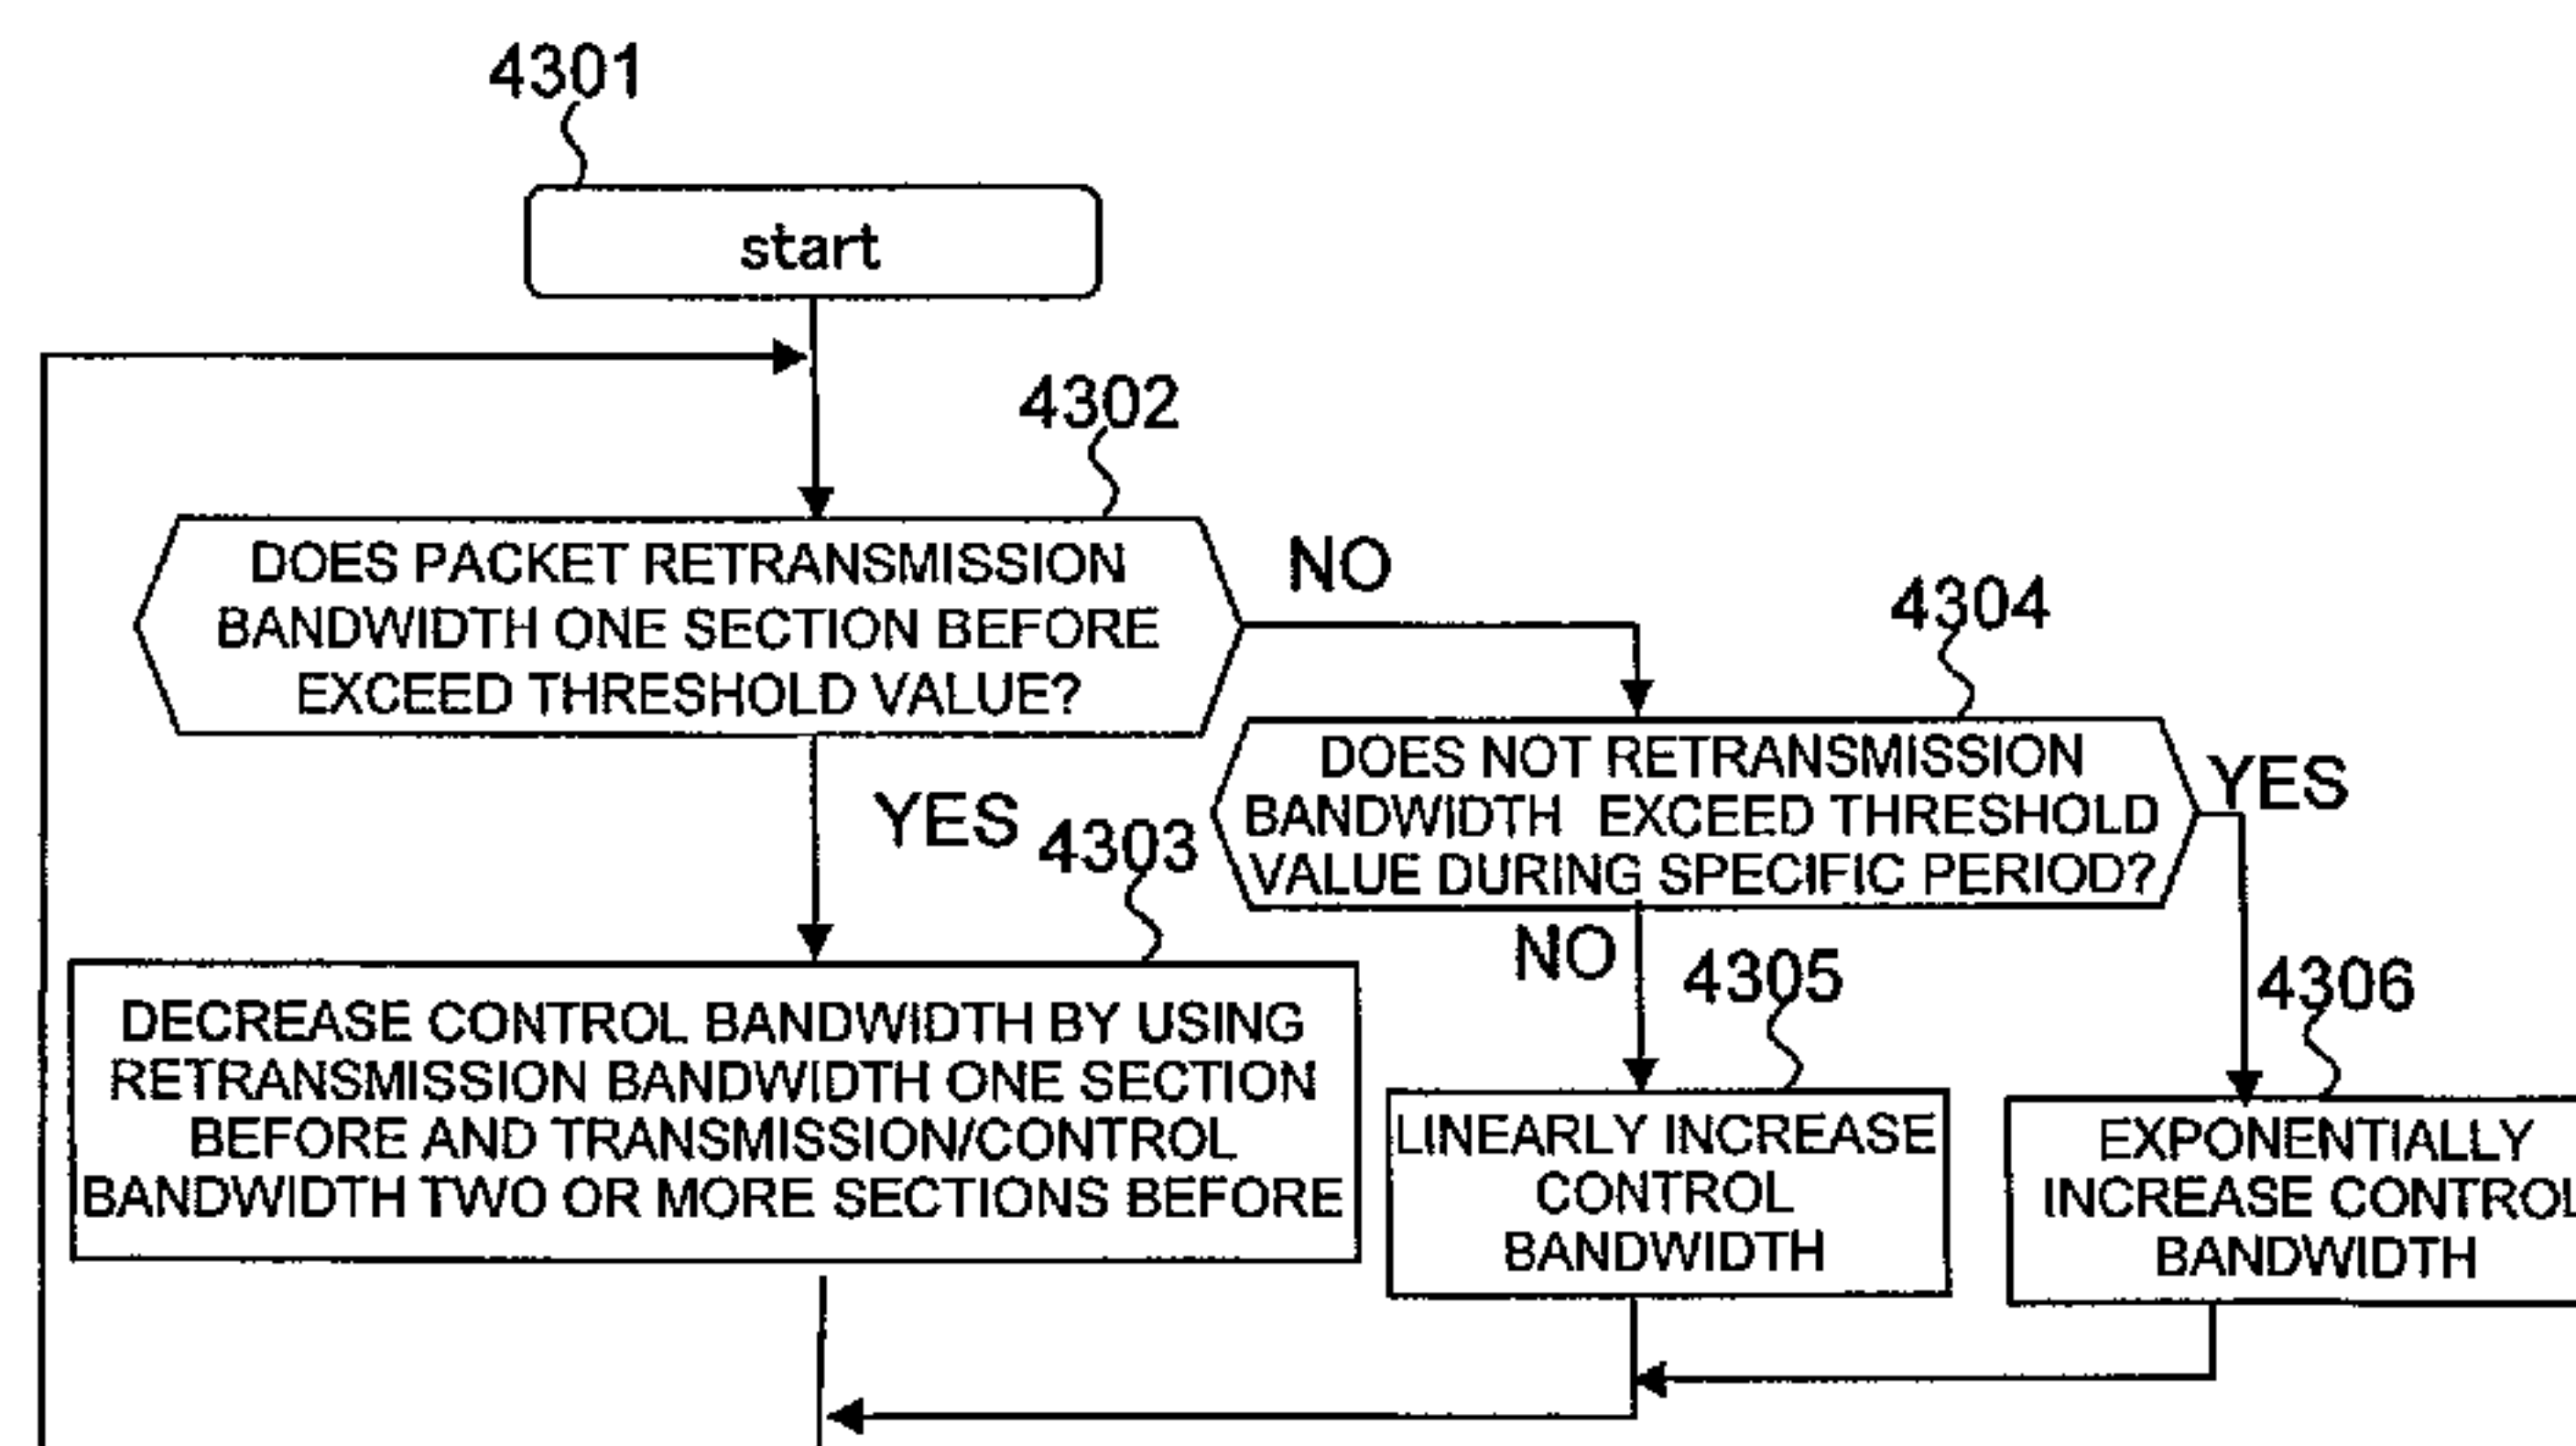 4301
start
4302
DOES PACKET RETRANSMISSION
BANDWIDTH ONE SECTION BEFORE
EXCEED THRESHOLD VALUE?
NO
YES
4303
DECREASE CONTROL BANDWIDTH BY USING
RETRANSMISSION BANDWIDTH ONE SECTION
BEFORE AND TRANSMISSION/CONTROL
BANDWIDTH TWO OR MORE SECTIONS BEFORE
4304
DOES NOT RETRANSMISSION
BANDWIDTH EXCEED THRESHOLD
VALUE DURING SPECIFIC PERIOD?
YES
NO
4305
LINEARLY INCREASE
CONTROL
BANDWIDTH
4306
EXPONENTIALLY
INCREASE CONTROL
BANDWIDTH